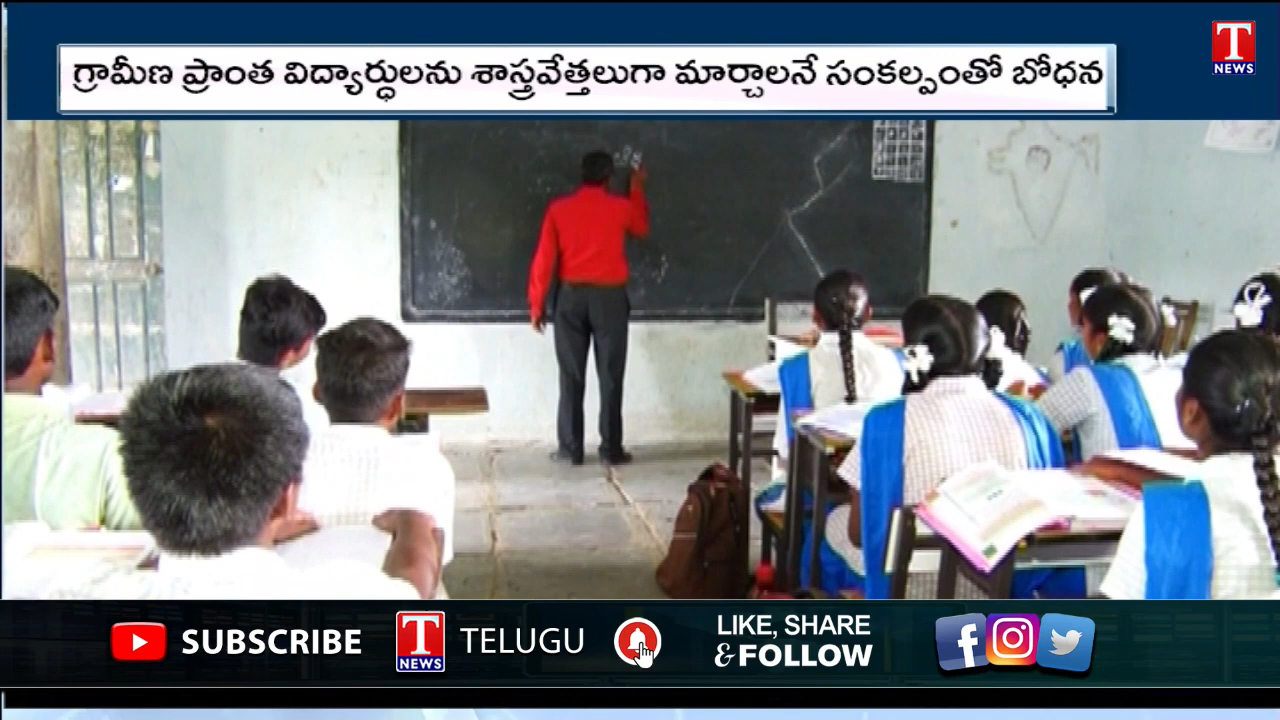 గ్రామీణ ప్రాంత విద్యార్ధులను శాస్త్రవేత్తలుగా మార్చాలనే సంకల్పంతో బోధన
T NEWS
SUBSCRIBE T NEWS TELUGU
LIKE, SHARE
& FOLLOW